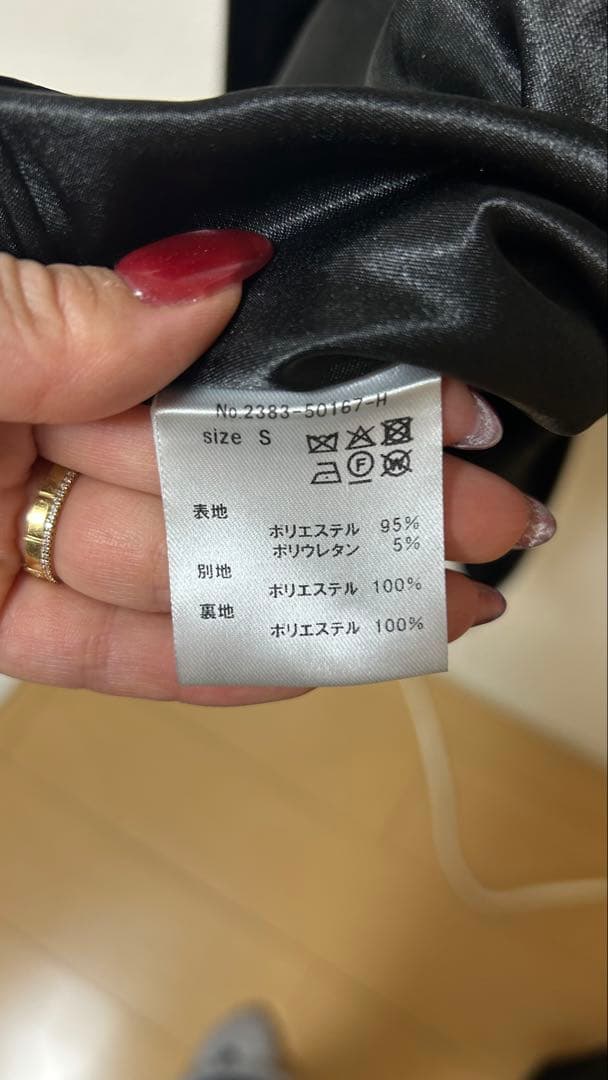 No.2383-50167-H
size S
F W
表地
ポリエステル 95%
ポリウレタン 5%
別地
ポリエステル 100%
裏地
ポリエステル 100%